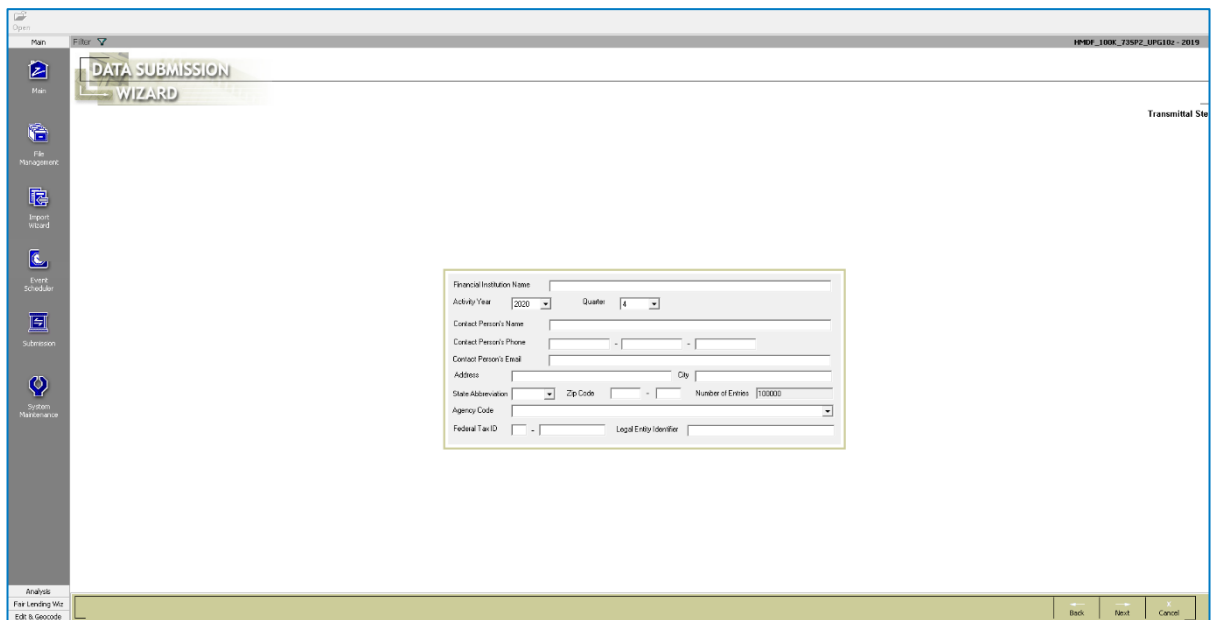 Open
Main
Filter
HMDF_100K_73SP2_UPG10z - 2019
DATA SUBMISSION
WIZARD
Main
Transmittal Ste
File
Management
Import
Wizard
Event
Scheduler
Submission
System
Maintenance
Financial Institution Name
Activity Year 2020 Quarter 4
Contact Person's Name
Contact Person's Phone - -
Contact Person's Email
Address City
State Abbreviation Zip Code - Number of Entries 100000
Agency Code
Federal Tax ID - Legal Entity Identifier
Analysis
Fair Lending Wiz
Edit & Geocode
Back Next Cancel